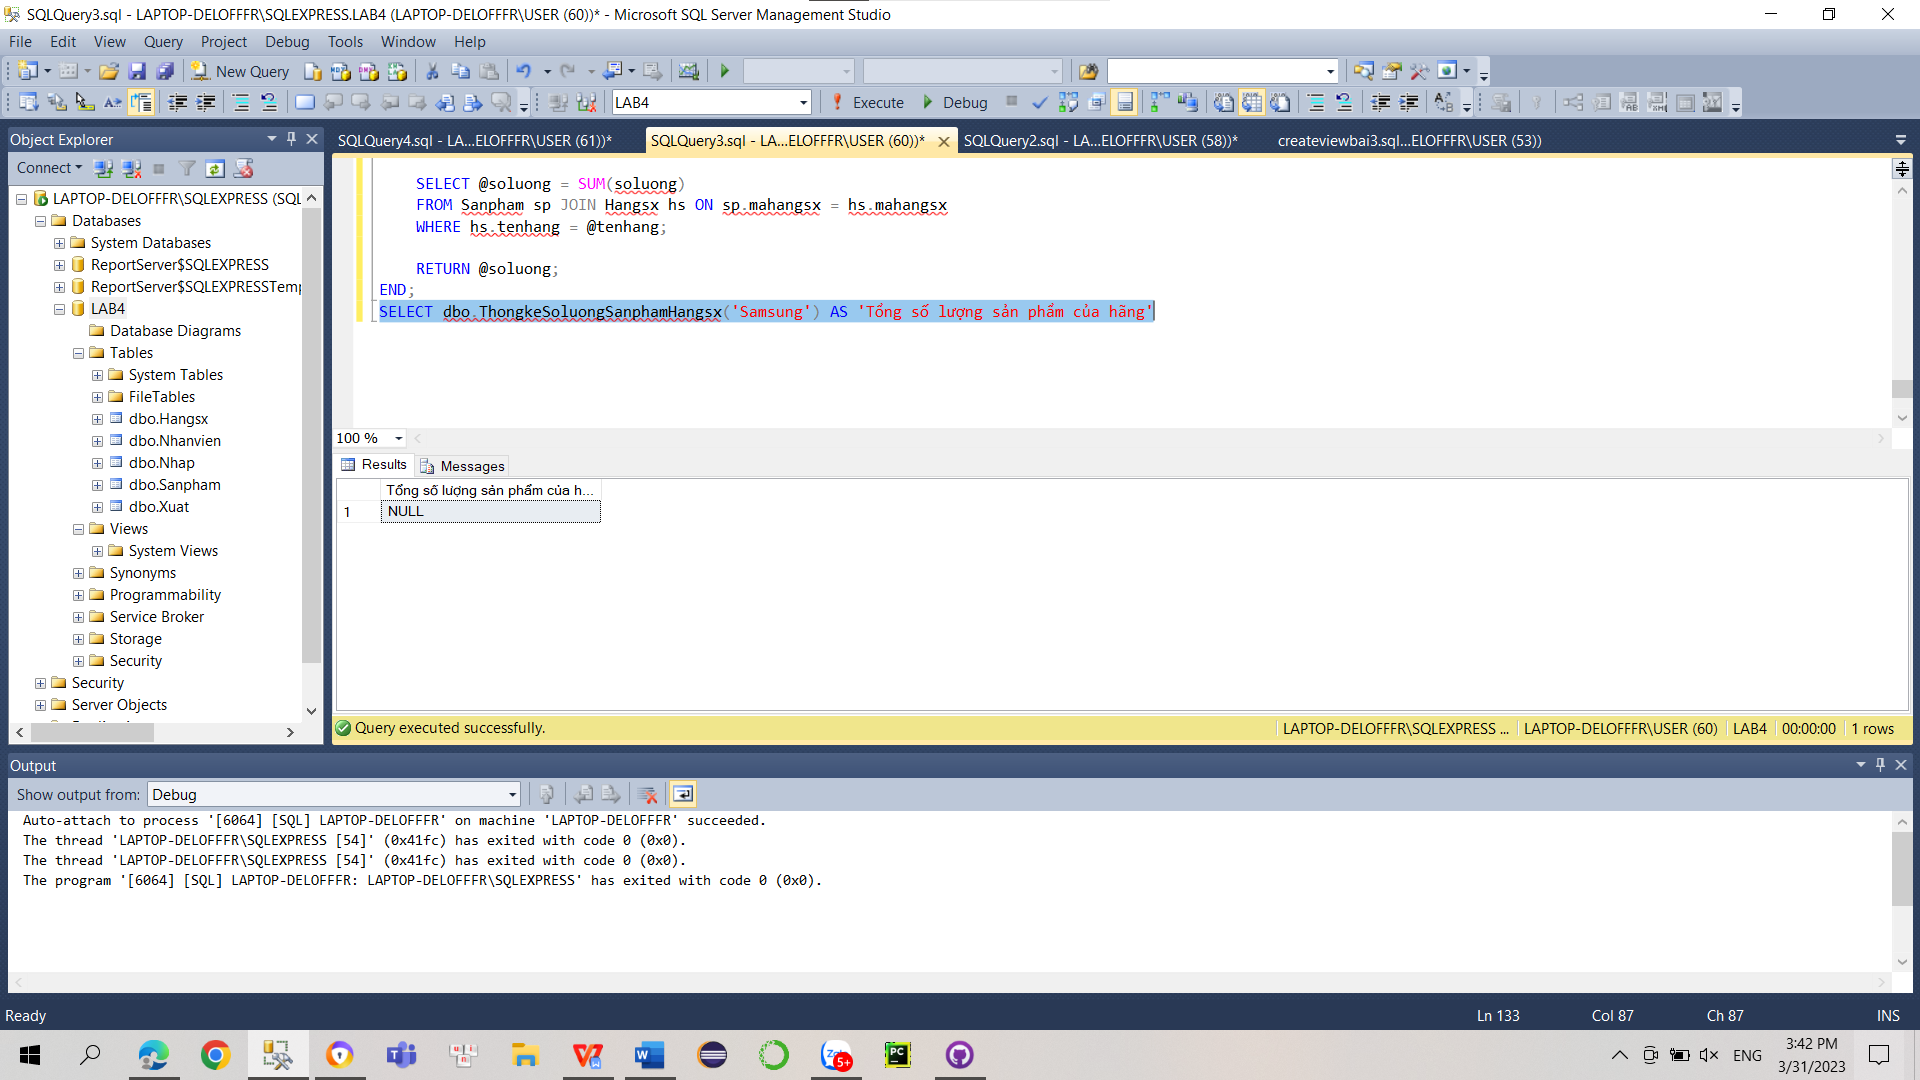 SQLQuery3.sql - LAPTOP-DELOFFFR\SQLEXPRESS.LAB4 (LAPTOP-DELOFFFR\USER (60))* - Microsoft SQL Server Management Studio
File Edit View Query Project Debug Tools Window Help
New Query
LAB4 Execute Debug
Object Explorer
Connect
LAPTOP-DELOFFFR\SQLEXPRESS (SQL
Databases
System Databases
ReportServer$SQLEXPRESS
ReportServer$SQLEXPRESSTemp
LAB4
Database Diagrams
Tables
System Tables
FileTables
dbo.Hangsx
dbo.Nhanvien
dbo.Nhap
dbo.Sanpham
dbo.Xuat
Views
System Views
Synonyms
Programmability
Service Broker
Storage
Security
Security
Server Objects
SQLQuery4.sql - LA...ELOFFFR\USER (61))* SQLQuery3.sql - LA...ELOFFFR\USER (60))* SQLQuery2.sql - LA...ELOFFFR\USER (58))* createviewbai3.sql...ELOFFFR\USER (53))
SELECT @soluong = SUM(soluong)
FROM Sanpham sp JOIN Hangsx hs ON sp.mahangsx = hs.mahangsx
WHERE hs.tenhang = @tenhang;
RETURN @soluong;
END;
SELECT dbo.ThongkeSoluongSanphamHangsx('Samsung') AS 'Tổng số lượng sản phẩm của hãng'
100 %
Results Messages
Tổng số lượng sản phẩm của h...
1 NULL
Query executed successfully. LAPTOP-DELOFFFR\SQLEXPRESS ... LAPTOP-DELOFFFR\USER (60) LAB4 00:00:00 1 rows
Output
Show output from: Debug
Auto-attach to process '[6064] [SQL] LAPTOP-DELOFFFR' on machine 'LAPTOP-DELOFFFR' succeeded.
The thread 'LAPTOP-DELOFFFR\SQLEXPRESS [54]' (0x41fc) has exited with code 0 (0x0).
The thread 'LAPTOP-DELOFFFR\SQLEXPRESS [54]' (0x41fc) has exited with code 0 (0x0).
The program '[6064] [SQL] LAPTOP-DELOFFFR: LAPTOP-DELOFFFR\SQLEXPRESS' has exited with code 0 (0x0).
Ready Ln 133 Col 87 Ch 87 INS
5+ PC ENG 3:42 PM
3/31/2023